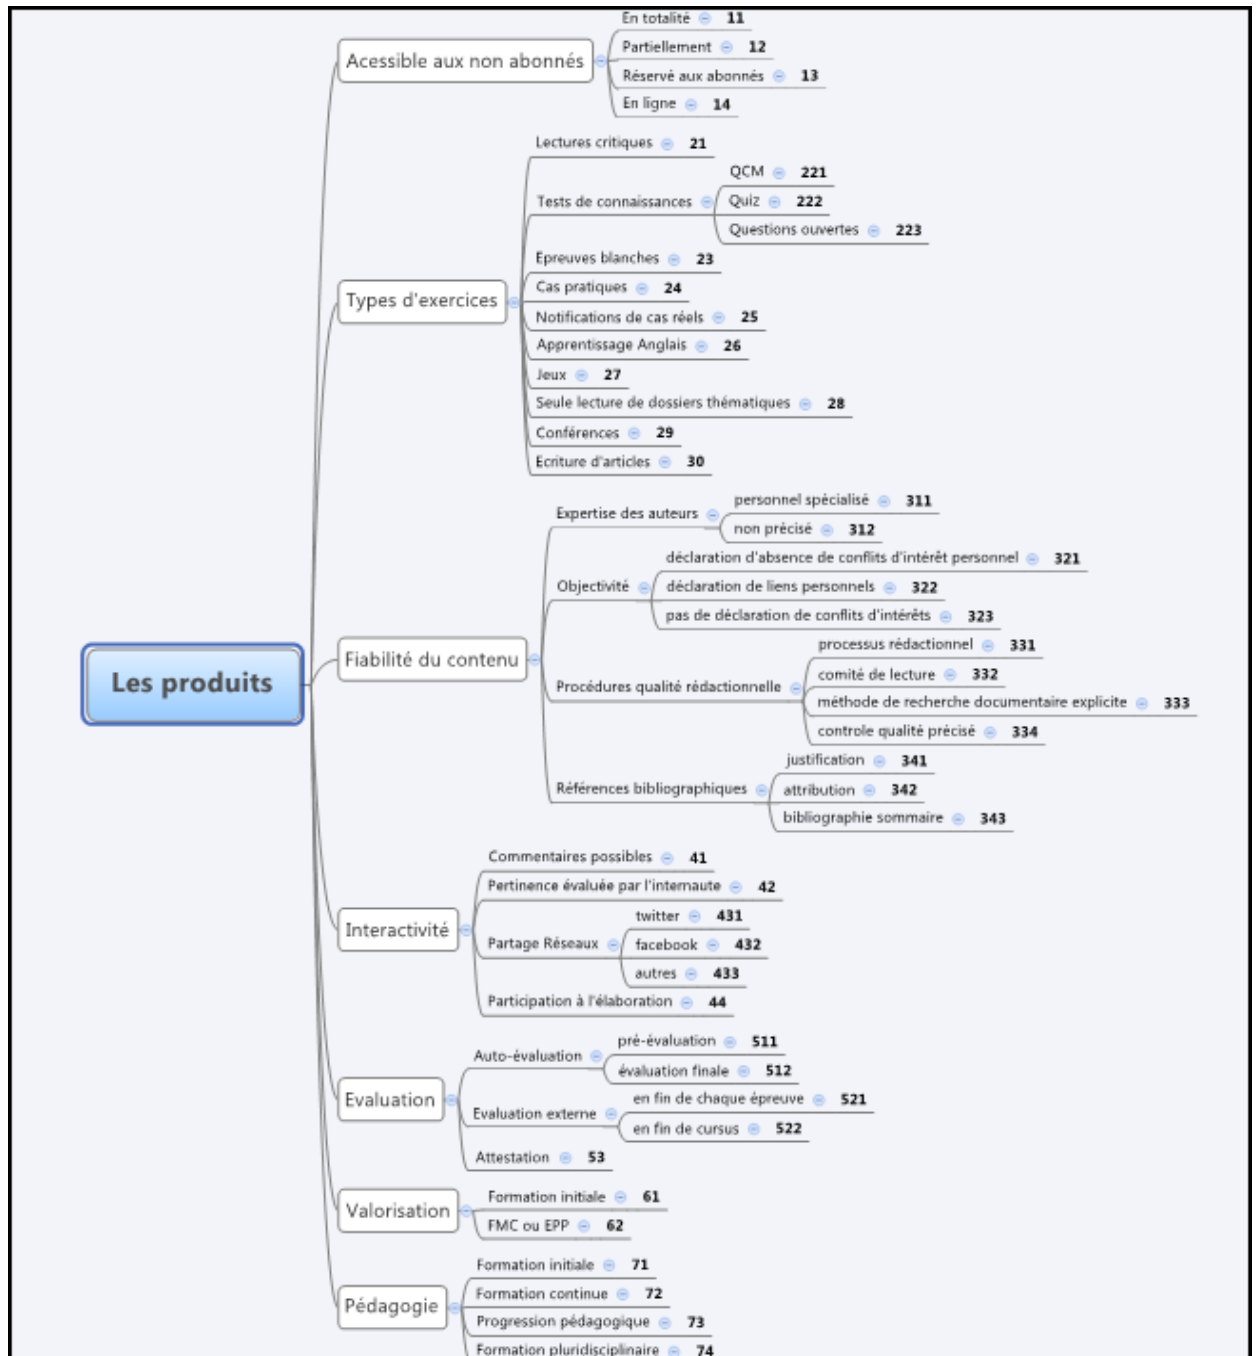 En totalité 11
Acessible aux non abonnés
Partiellement 12
Réservé aux abonnés 13
En ligne 14
Lectures critiques 21
Types d'exercices
Tests de connaissances
QCM 221
Quiz 222
Questions ouvertes 223
Epreuves blanches 23
Cas pratiques 24
Notifications de cas réels 25
Apprentissage Anglais 26
Jeux 27
Seule lecture de dossiers thématiques 28
Conférences 29
Ecriture d'articles 30
Les produits
Fiabilité du contenu
Expertise des auteurs
personnel spécialisé 311
non précisé 312
Objectivité
déclaration d'absence de conflits d'intérêt personnel 321
déclaration de liens personnels 322
pas de déclaration de conflits d'intérêts 323
Procédures qualité rédactionnelle
processus rédactionnel 331
comité de lecture 332
méthode de recherche documentaire explicite 333
controle qualité précisé 334
Références bibliographiques
justification 341
attribution 342
bibliographie sommaire 343
Interactivité
Commentaires possibles 41
Pertinence évaluée par l'internaute 42
Partage Réseaux
twitter 431
facebook 432
autres 433
Participation à l'élaboration 44
Evaluation
Auto-évaluation
pré-évaluation 511
évaluation finale 512
Evaluation externe
en fin de chaque épreuve 521
en fin de cursus 522
Attestation 53
Valorisation
Formation initiale 61
FMC ou EPP 62
Pédagogie
Formation initiale 71
Formation continue 72
Progression pédagogique 73
Formation pluridisciplinaire 74